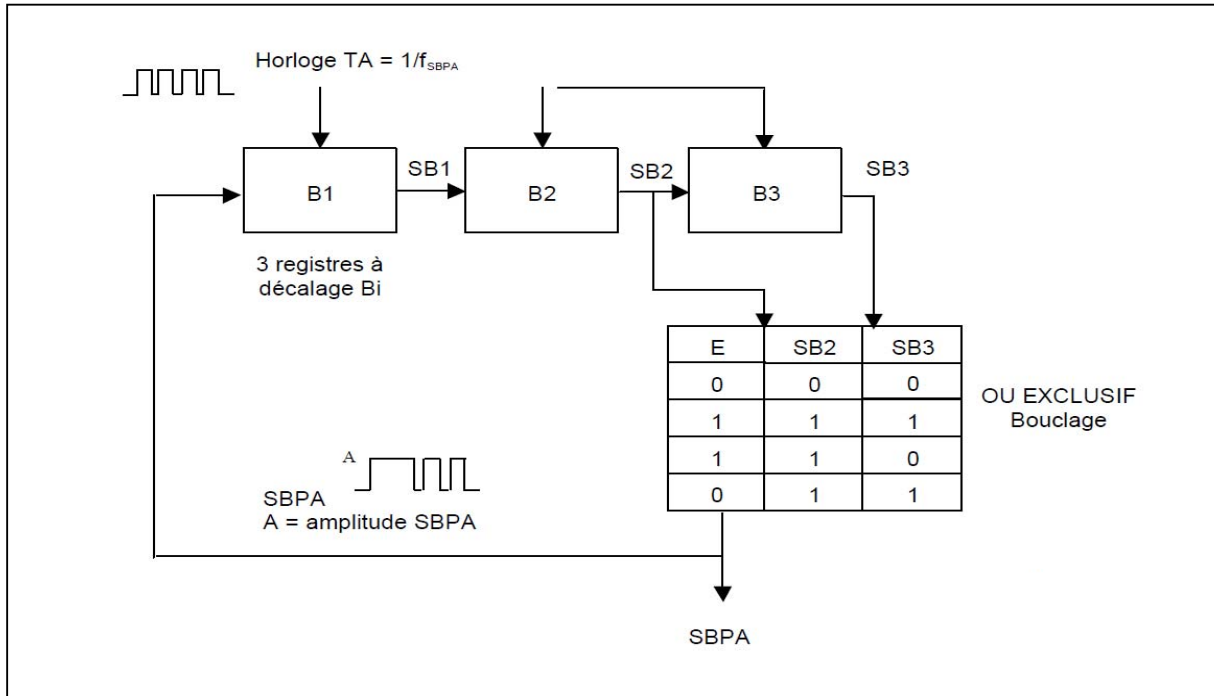 Horloge TA = 1/fSBPA
SB1
SB2
SB3
B1
B2
B3
3 registres à
décalage Bi
E SB2 SB3
0 0 0
1 1 1
1 1 0
0 1 1
OU EXCLUSIF
Bouclage
A
SBPA
A = amplitude SBPA
SBPA